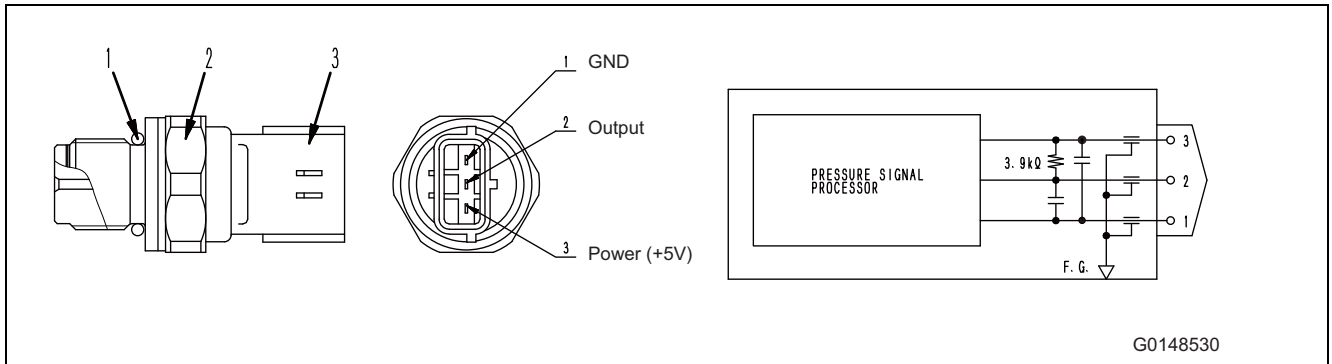 1
2
3
1 GND
2 Output
3 Power (+5V)
PRESSURE SIGNAL
PROCESSOR
3.9kΩ
3
2
1
F.G.
G0148530